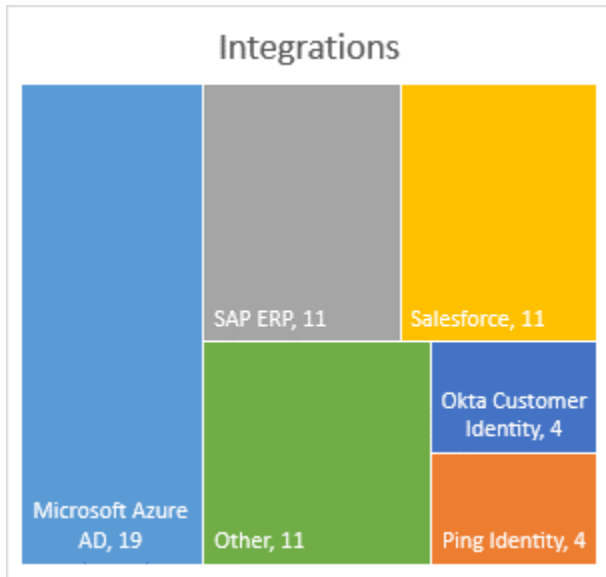 Integrations
SAP ERP, 11
Salesforce, 11
Okta Customer
Identity, 4
Microsoft Azure
AD, 19
Other, 11
Ping Identity, 4